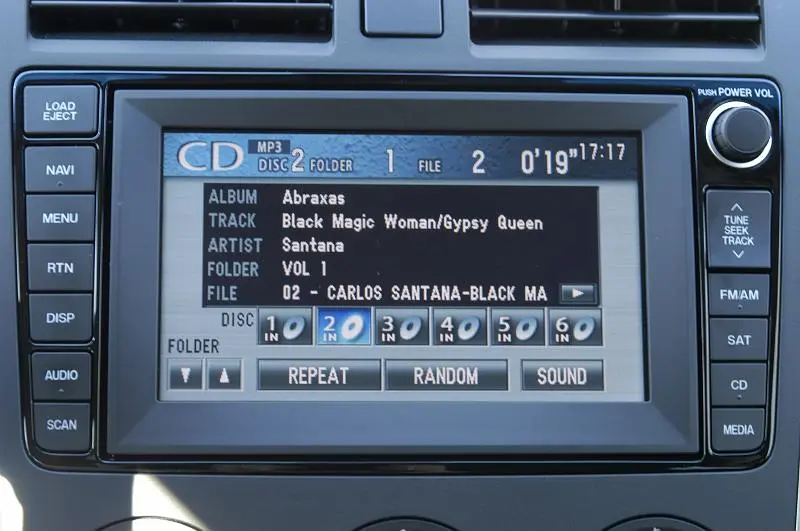 PUSH POWER VOL
LOAD
EJECT
NAVI
MENU
RTN
DISP
AUDIO
SCAN
CD MP3 DISC 2 FOLDER 1 FILE 2 0'19" 17:17
ALBUM Abraxas
TRACK Black Magic Woman/Gypsy Queen
ARTIST Santana
FOLDER VOL 1
FILE 02 - CARLOS SANTANA-BLACK MA
DISC 1 IN 2 IN 3 IN 4 IN 5 IN 6 IN
FOLDER
REPEAT RANDOM SOUND
TUNE
SEEK
TRACK
FM/AM
SAT
CD
MEDIA